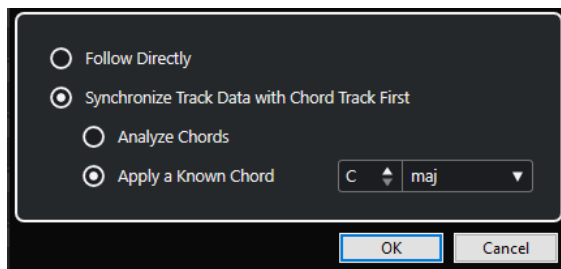 Follow Directly
Synchronize Track Data with Chord Track First
Analyze Chords
Apply a Known Chord C maj
OK Cancel